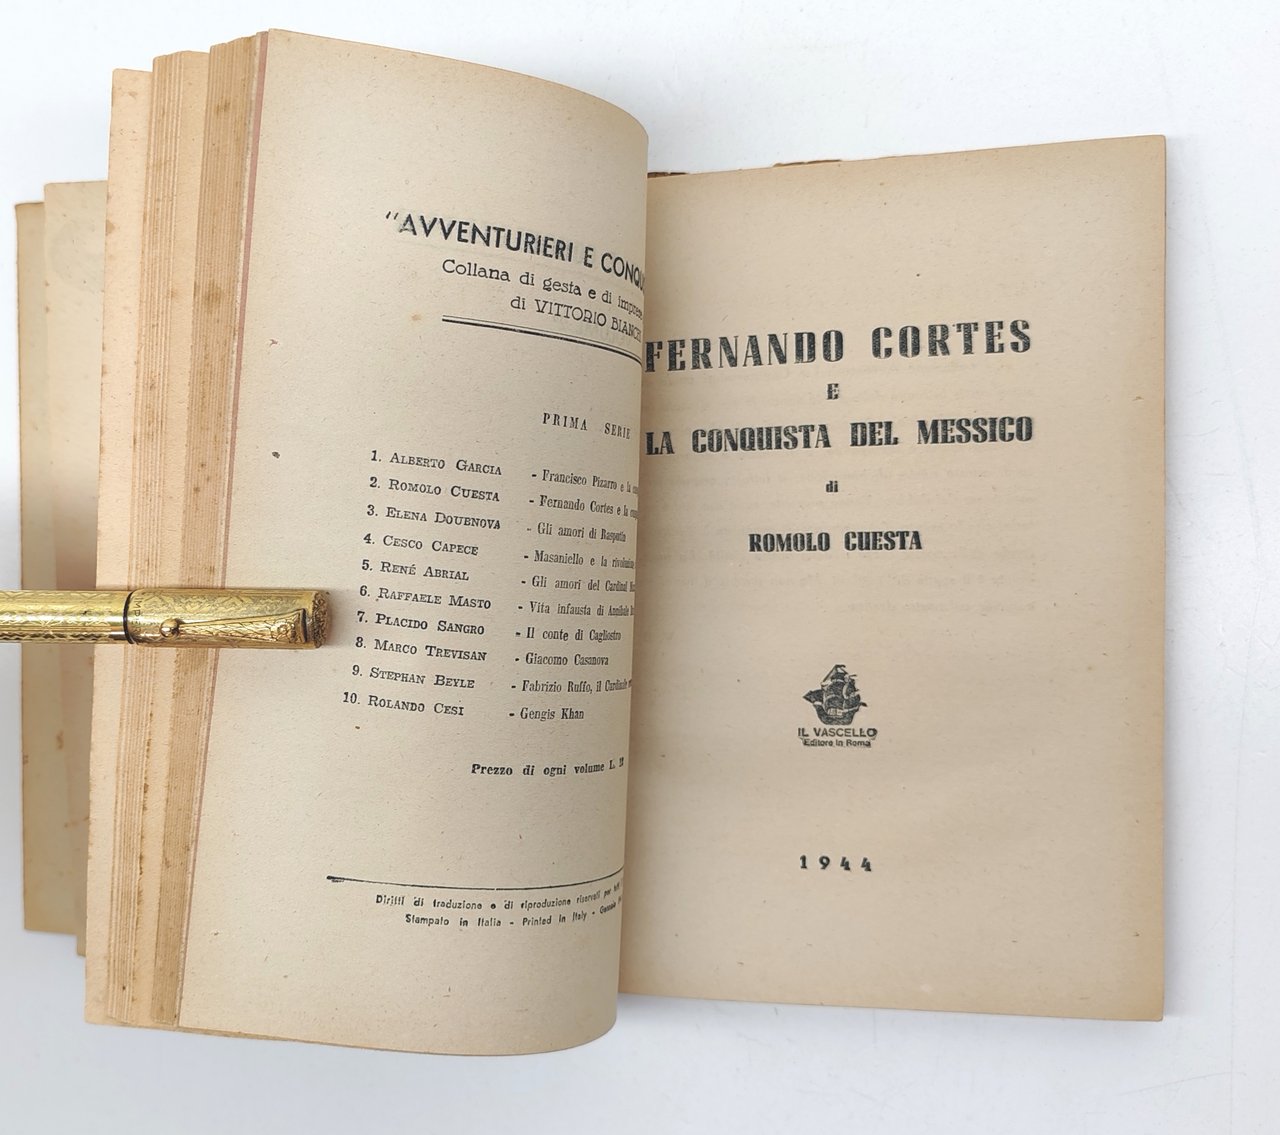 "AVVENTURIERI E
Collana di gesta e di imprese
di VITTORIO
PRIMA SERIE
1. ALBERTO GARCIA - Francisco Pizarro e la
2. ROMOLO CUESTA - Fernando Cortes e la
3. ELENA DOUBNOVA - Gli amori di Rasputin
4. CESCO CAPECE - Masaniello e la
5. RENÉ ABRIAL - Gli amori del Cardinal
6. RAFFAELE MASTO - Vita infausta di Annibale
7. PLACIDO SANGRO - Il conte di Cagliostro
8. MARCO TREVISAN - Giacomo Casanova
9. STEPHAN BEYLE - Fabrizio Ruffo, il Cardinale
10. ROLANDO CESI - Gengis Khan
Prezzo di ogni volume L.
Diritti di traduzione e di riproduzione riservati per
Stampato in Italia - Printed in Italy -
FERNANDO CORTES
E
LA CONQUISTA DEL MESSICO
di
ROMOLO CUESTA
IL VASCELLO
Editore in Roma
1944